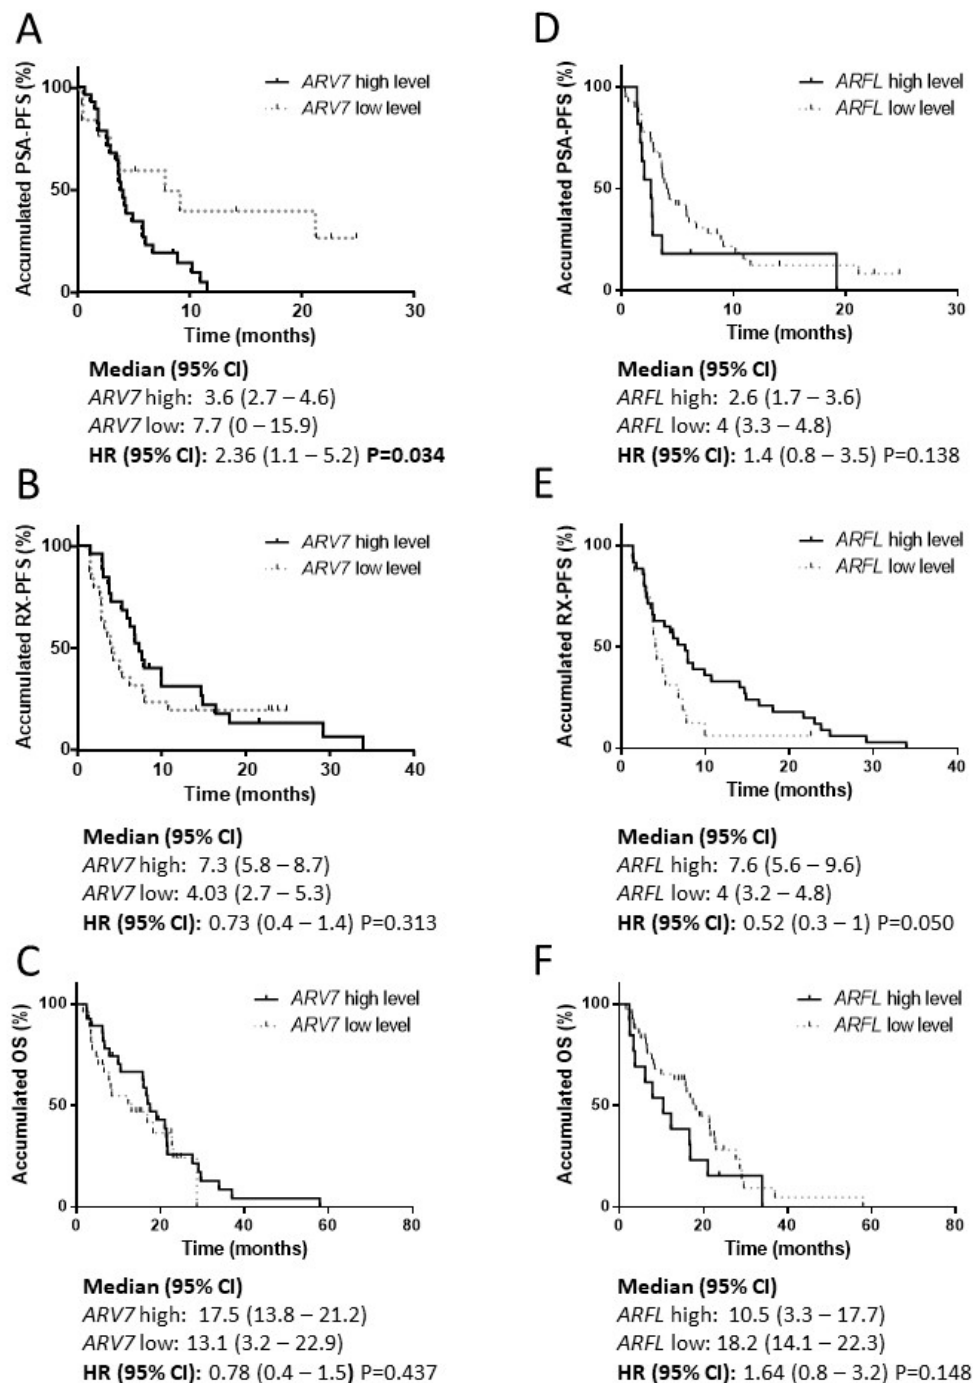 A
Accumulated PSA-PFS (%)
ARV7 high level
ARV7 low level
100
50
0
0 10 20 30
Time (months)
Median (95% CI)
ARV7 high: 3.6 (2.7 – 4.6)
ARV7 low: 7.7 (0 – 15.9)
HR (95% CI): 2.36 (1.1 – 5.2) P=0.034
D
Accumulated PSA-PFS (%)
ARFL high level
ARFL low level
100
50
0
0 10 20 30
Time (months)
Median (95% CI)
ARFL high: 2.6 (1.7 – 3.6)
ARFL low: 4 (3.3 – 4.8)
HR (95% CI): 1.4 (0.8 – 3.5) P=0.138
B
Accumulated RX-PFS (%)
ARV7 high level
ARV7 low level
100
50
0
0 10 20 30 40
Time (months)
Median (95% CI)
ARV7 high: 7.3 (5.8 – 8.7)
ARV7 low: 4.03 (2.7 – 5.3)
HR (95% CI): 0.73 (0.4 – 1.4) P=0.313
E
Accumulated RX-PFS (%)
ARFL high level
ARFL low level
100
50
0
0 10 20 30 40
Time (months)
Median (95% CI)
ARFL high: 7.6 (5.6 – 9.6)
ARFL low: 4 (3.2 – 4.8)
HR (95% CI): 0.52 (0.3 – 1) P=0.050
C
Accumulated OS (%)
ARV7 high level
ARV7 low level
100
50
0
0 20 40 60 80
Time (months)
Median (95% CI)
ARV7 high: 17.5 (13.8 – 21.2)
ARV7 low: 13.1 (3.2 – 22.9)
HR (95% CI): 0.78 (0.4 – 1.5) P=0.437
F
Accumulated OS (%)
ARFL high level
ARFL low level
100
50
0
0 20 40 60 80
Time (months)
Median (95% CI)
ARFL high: 10.5 (3.3 – 17.7)
ARFL low: 18.2 (14.1 – 22.3)
HR (95% CI): 1.64 (0.8 – 3.2) P=0.148